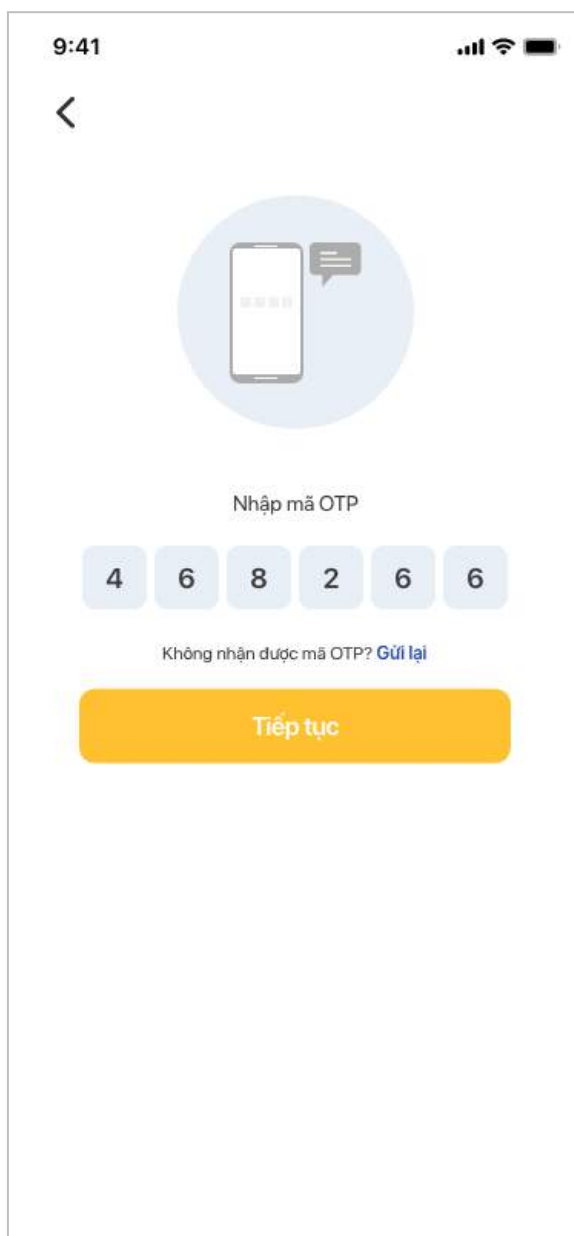 9:41
Nhập mã OTP
4 6 8 2 6 6
Không nhận được mã OTP? Gửi lại
Tiếp tục